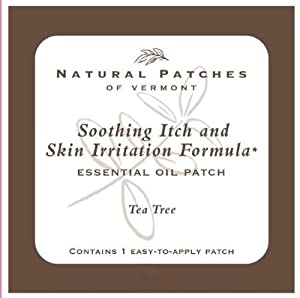 NATURAL PATCHES
OF VERMONT
Soothing Itch and
Skin Irritation Formula*
ESSENTIAL OIL PATCH
Tea Tree
CONTAINS 1 EASY-TO-APPLY PATCH